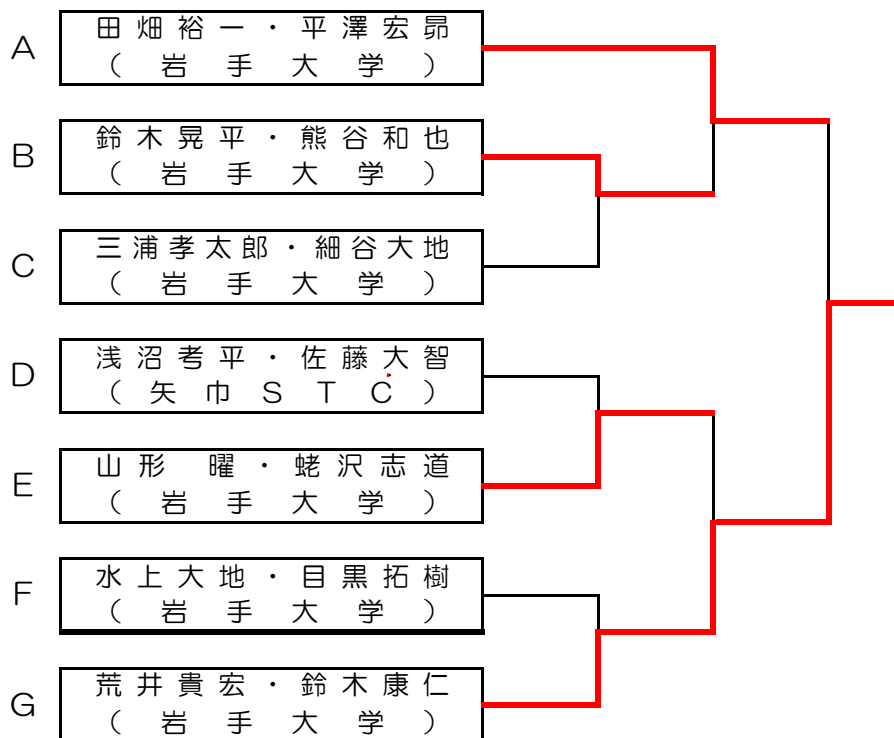 A
田畑裕一・平澤宏昴
(岩手大学)
B
鈴木晃平・熊谷和也
(岩手大学)
C
三浦孝太郎・細谷大地
(岩手大学)
D
浅沼考平・佐藤大智
(矢巾STC)
E
山形 曜・蛯沢志道
(岩手大学)
F
水上大地・目黒拓樹
(岩手大学)
G
荒井貴宏・鈴木康仁
(岩手大学)